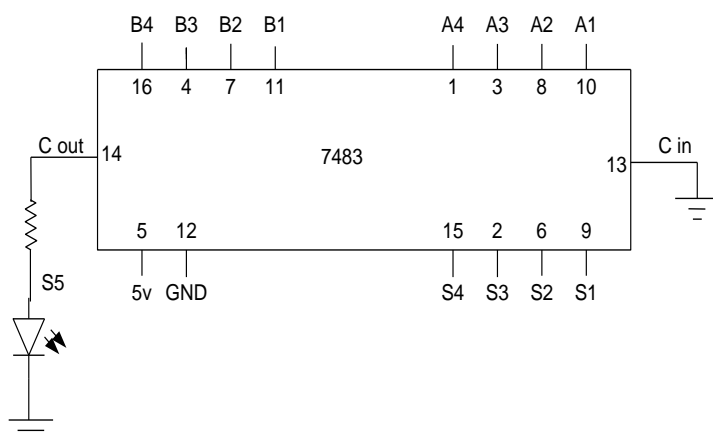 B4 B3 B2 B1 A4 A3 A2 A1
16 4 7 11 1 3 8 10
C out 14 7483 13 C in
5 12 15 2 6 9
S5 5v GND S4 S3 S2 S1